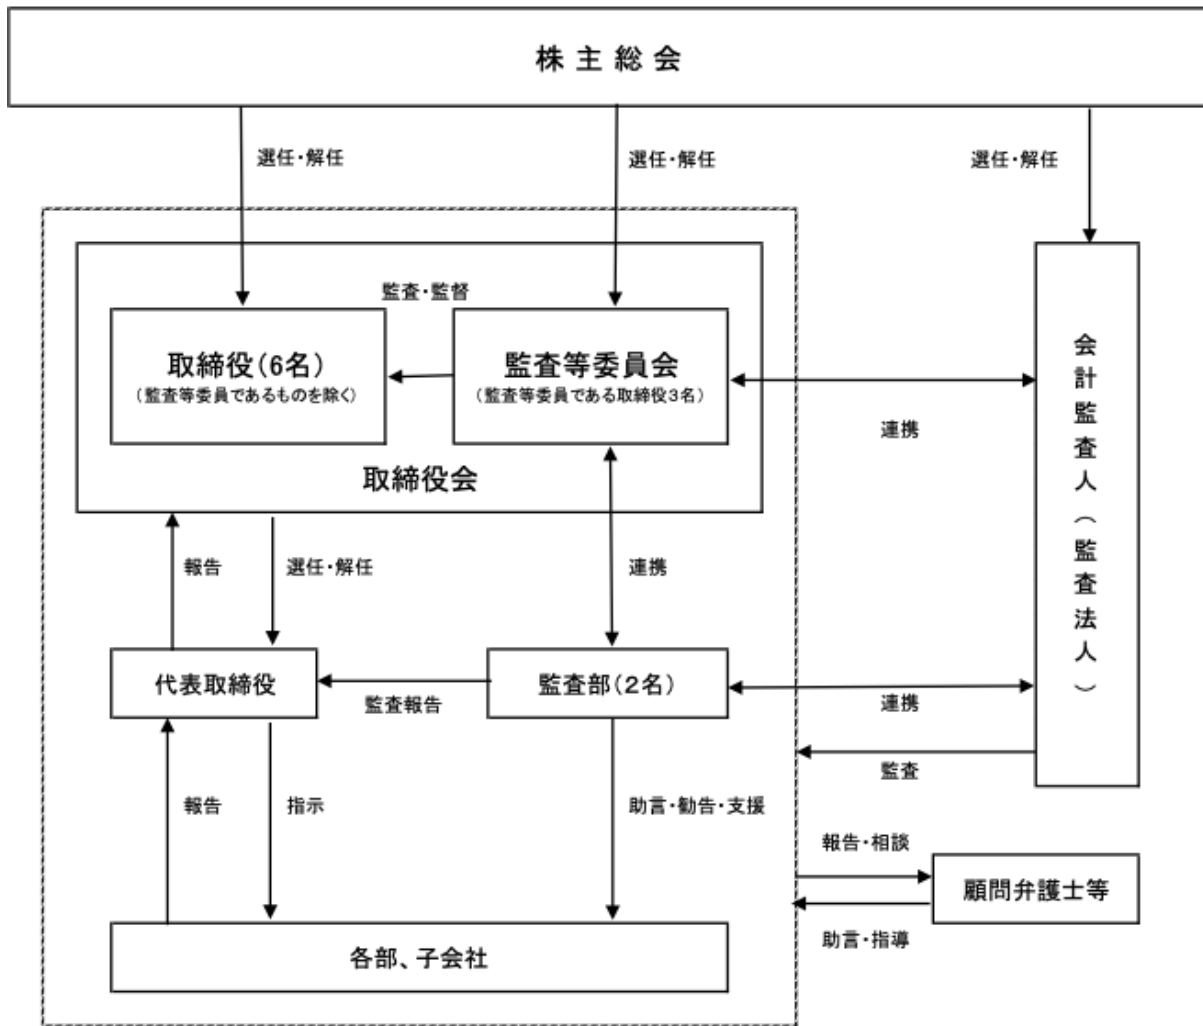 株主総会
選任・解任
選任・解任
選任・解任
監査・監督
取締役(6名)
(監査等委員であるものを除く)
監査等委員会
(監査等委員である取締役3名)
取締役会
連携
会計監査人(監査法人)
報告
選任・解任
連携
代表取締役
監査報告
監査部(2名)
連携
監査
報告
指示
助言・勧告・支援
報告・相談
顧問弁護士等
助言・指導
各部、子会社